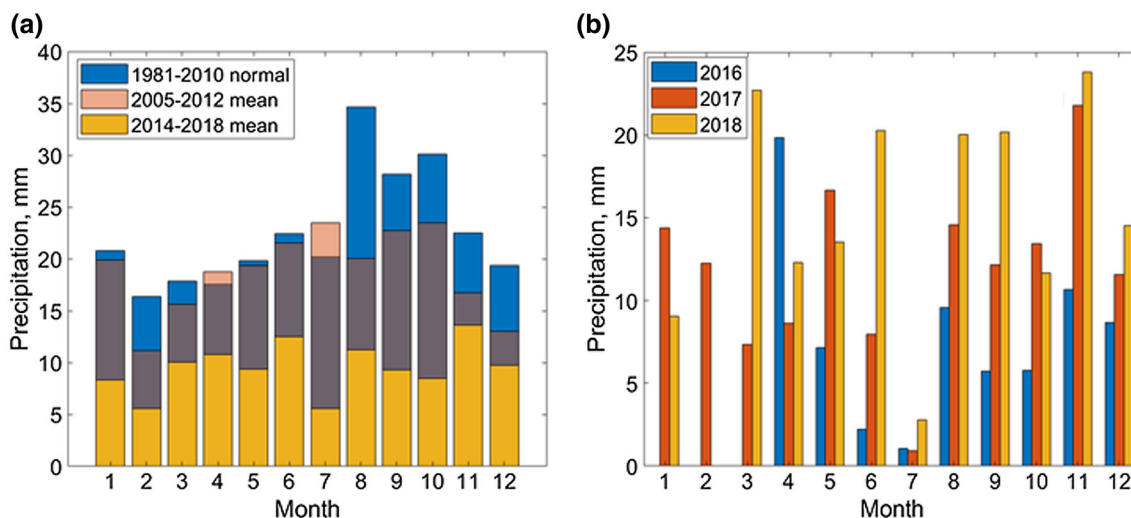 (a)
40
35
30
25
20
15
10
5
0
Precipitation, mm
1981-2010 normal
2005-2012 mean
2014-2018 mean
1 2 3 4 5 6 7 8 9 10 11 12
Month
(b)
25
20
15
10
5
0
Precipitation, mm
2016
2017
2018
1 2 3 4 5 6 7 8 9 10 11 12
Month